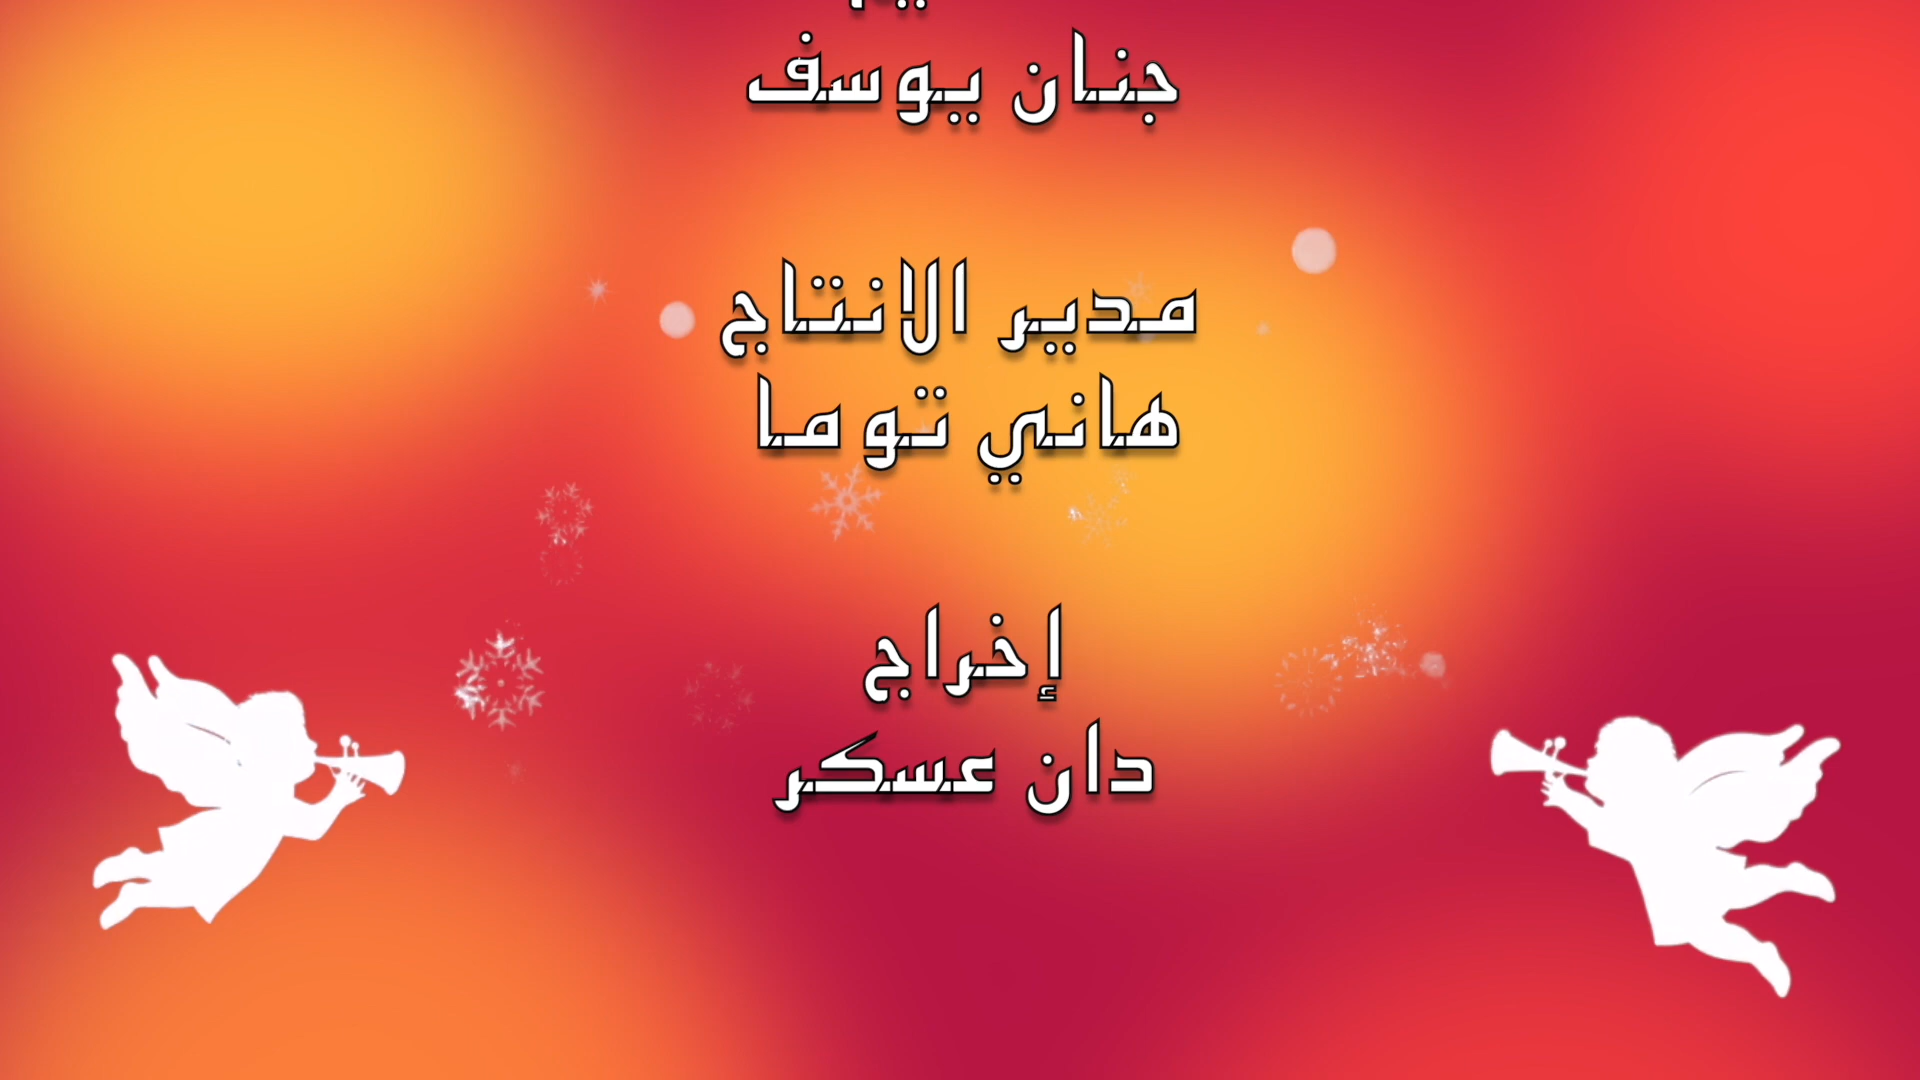 جنان يوسف
مدير الانتاج
هاني توما
إخراج
دان عسكر